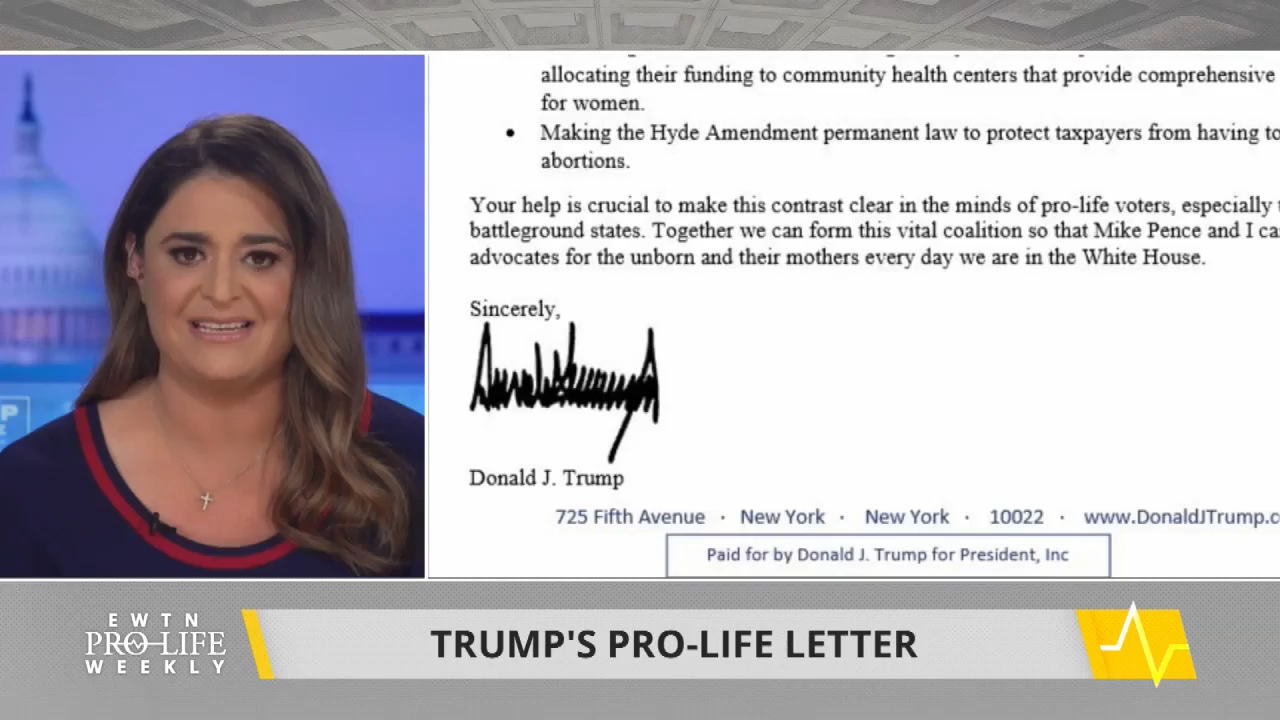 allocating their funding to community health centers that provide comprehensive
for women.
• Making the Hyde Amendment permanent law to protect taxpayers from having to
abortions.
Your help is crucial to make this contrast clear in the minds of pro-life voters, especially
battleground states. Together we can form this vital coalition so that Mike Pence and I
advocates for the unborn and their mothers every day we are in the White House.
Sincerely,
Donald J. Trump
725 Fifth Avenue · New York · New York · 10022 · www.DonaldJTrump.c
Paid for by Donald J. Trump for President, Inc
EWTN
PRO-LIFE
WEEKLY
TRUMP'S PRO-LIFE LETTER